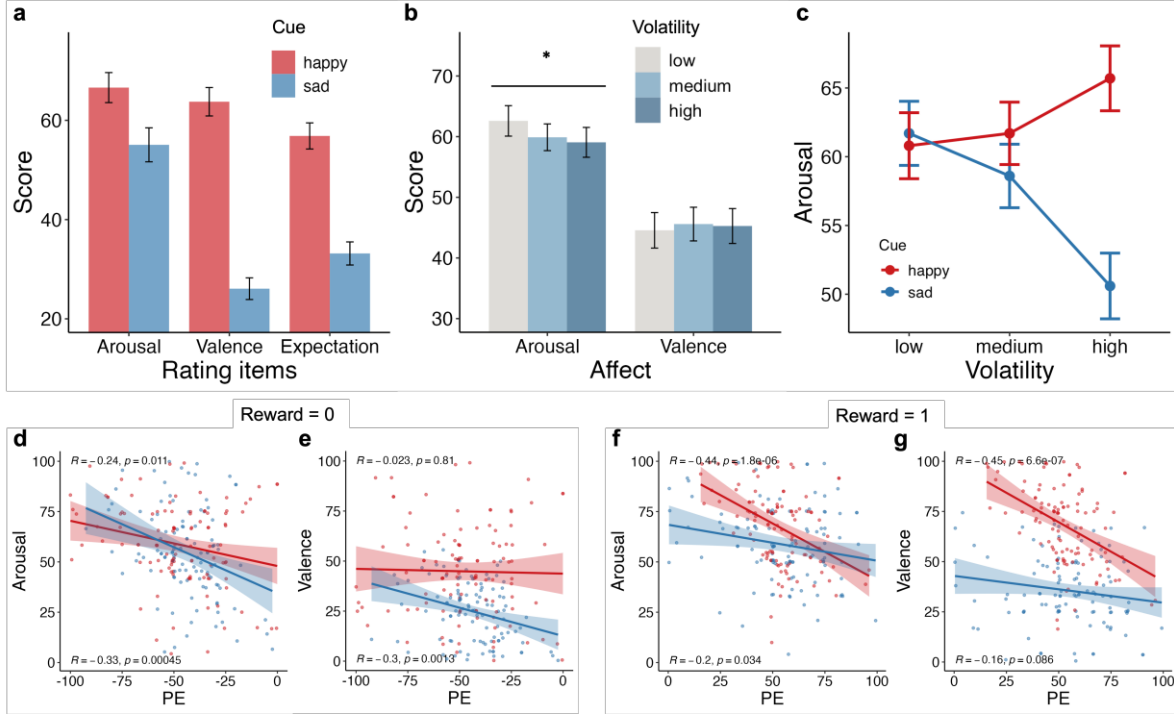 a
Cue
happy
sad
Score
60
40
20
Arousal Valence Expectation
Rating items
b
Volatility
low
medium
high
*
Score
70
60
50
40
30
Arousal Valence
Affect
c
Arousal
65
60
55
50
Cue
happy
sad
low medium high
Volatility
Reward = 0
d
R = −0.24, p = 0.011
Arousal
100
75
50
25
0
R = −0.33, p = 0.00045
-100 -75 -50 -25 0
PE
e
R = −0.023, p = 0.81
Valence
100
75
50
25
0
R = −0.3, p = 0.0013
-100 -75 -50 -25 0
PE
Reward = 1
f
R = −0.44, p = 1.8e-06
Arousal
100
75
50
25
0
R = −0.2, p = 0.034
0 25 50 75 100
PE
g
R = −0.45, p = 6.6e-07
Valence
100
75
50
25
0
R = −0.16, p = 0.086
0 25 50 75 100
PE